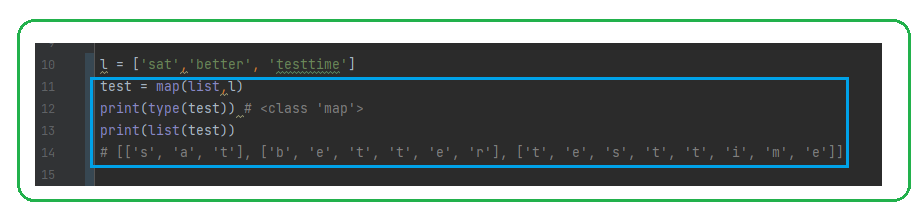 10 l = ['sat','better', 'testtime']
11 test = map(list,l)
12 print(type(test)) # <class 'map'>
13 print(list(test))
14 # [['s', 'a', 't'], ['b', 'e', 't', 't', 'e', 'r'], ['t', 'e', 's', 't', 't', 'i', 'm', 'e']]
15